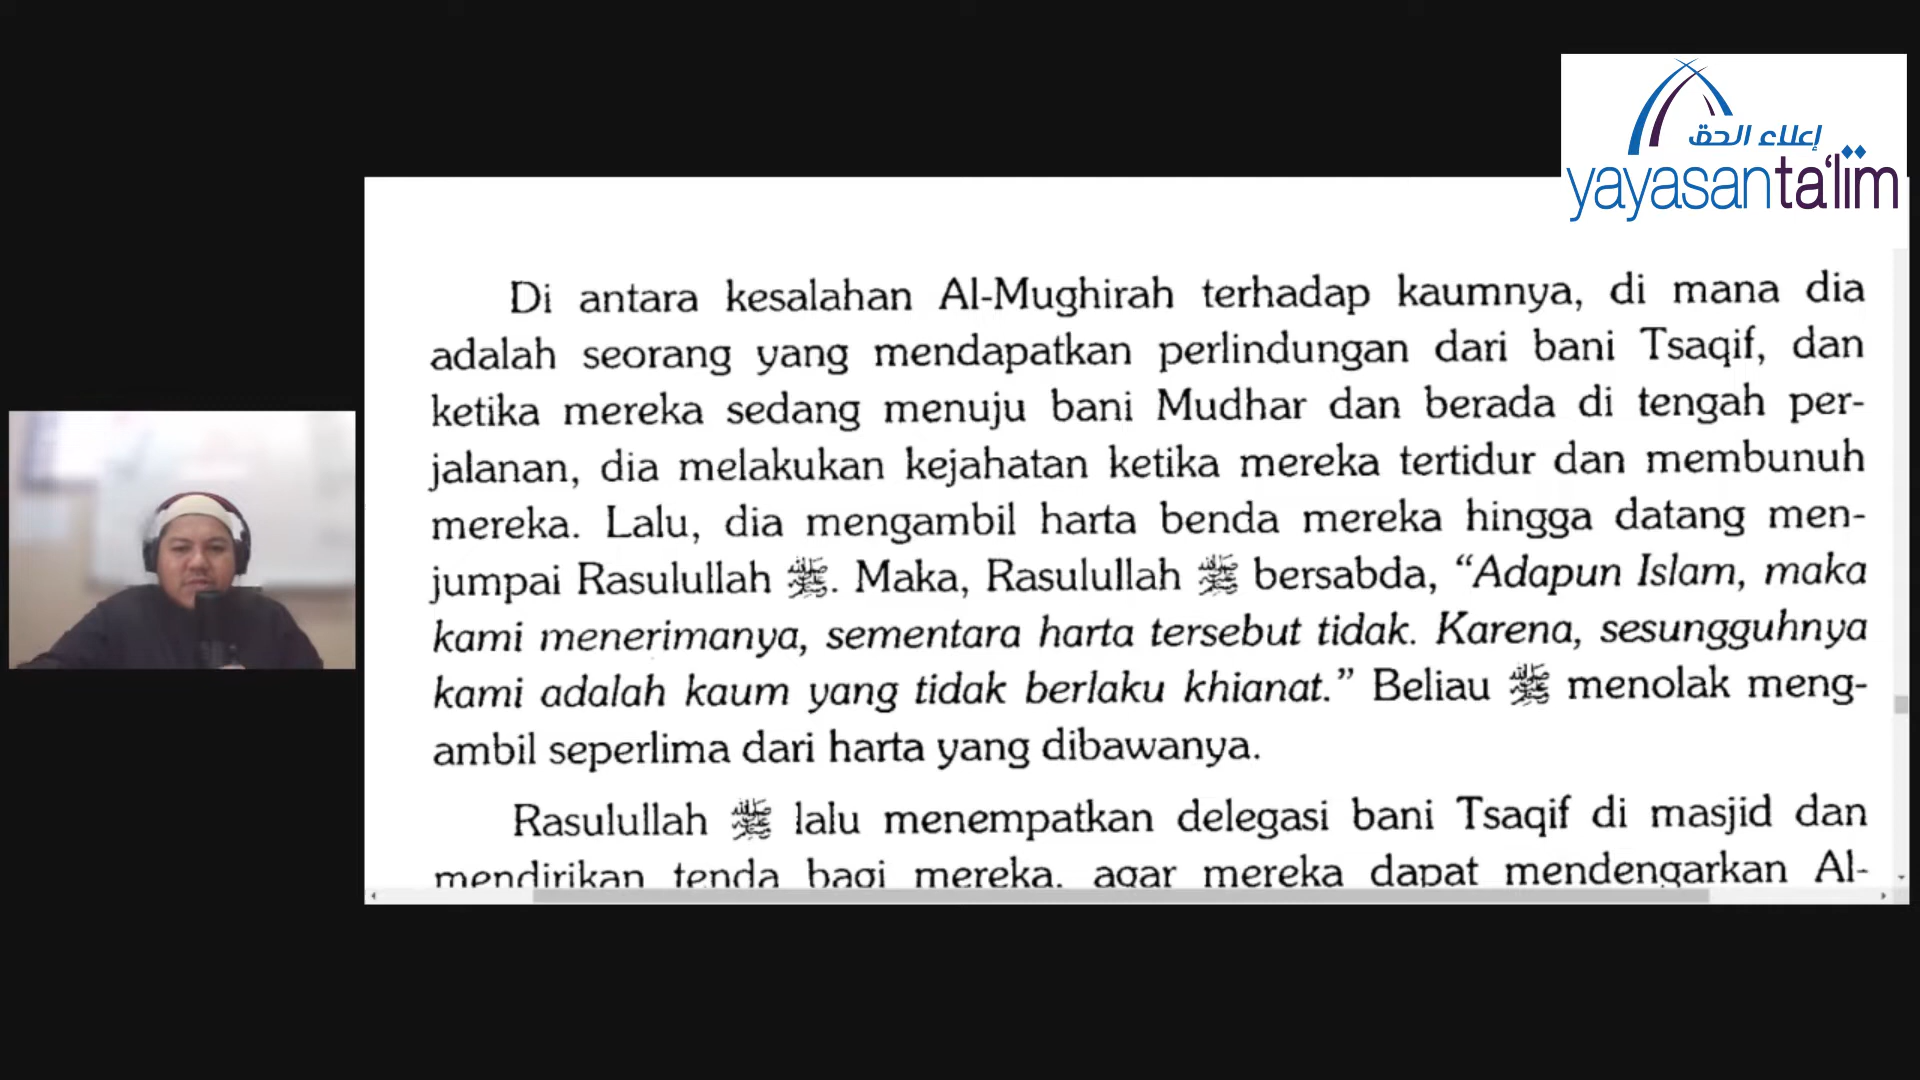 إعلاء الحق
yayasanta'lim
Di antara kesalahan Al-Mughirah terhadap kaumnya, di mana dia
adalah seorang yang mendapatkan perlindungan dari bani Tsaqif, dan
ketika mereka sedang menuju bani Mudhar dan berada di tengah per-
jalanan, dia melakukan kejahatan ketika mereka tertidur dan membunuh
mereka. Lalu, dia mengambil harta benda mereka hingga datang men-
jumpai Rasulullah ﷺ. Maka, Rasulullah ﷺ bersabda, “Adapun Islam, maka
kami menerimanya, sementara harta tersebut tidak. Karena, sesungguhnya
kami adalah kaum yang tidak berlaku khianat.” Beliau ﷺ menolak meng-
ambil seperlima dari harta yang dibawanya.
Rasulullah ﷺ lalu menempatkan delegasi bani Tsaqif di masjid dan
mendirikan tenda bagi mereka, agar mereka dapat mendengarkan Al-